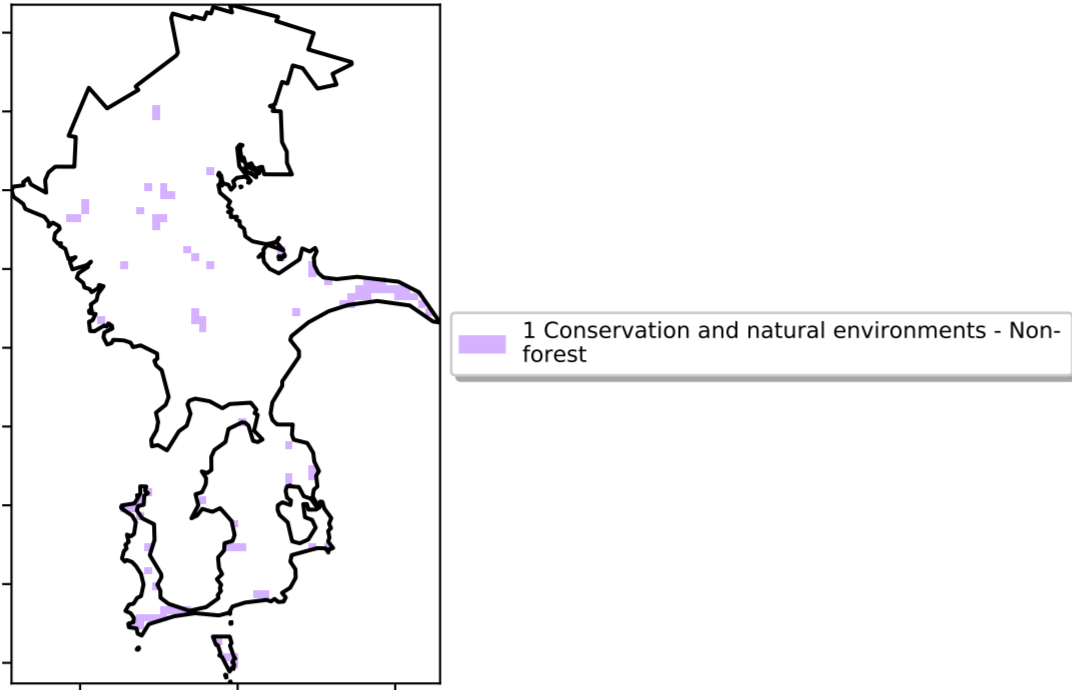 1 Conservation and natural environments - Non-
forest